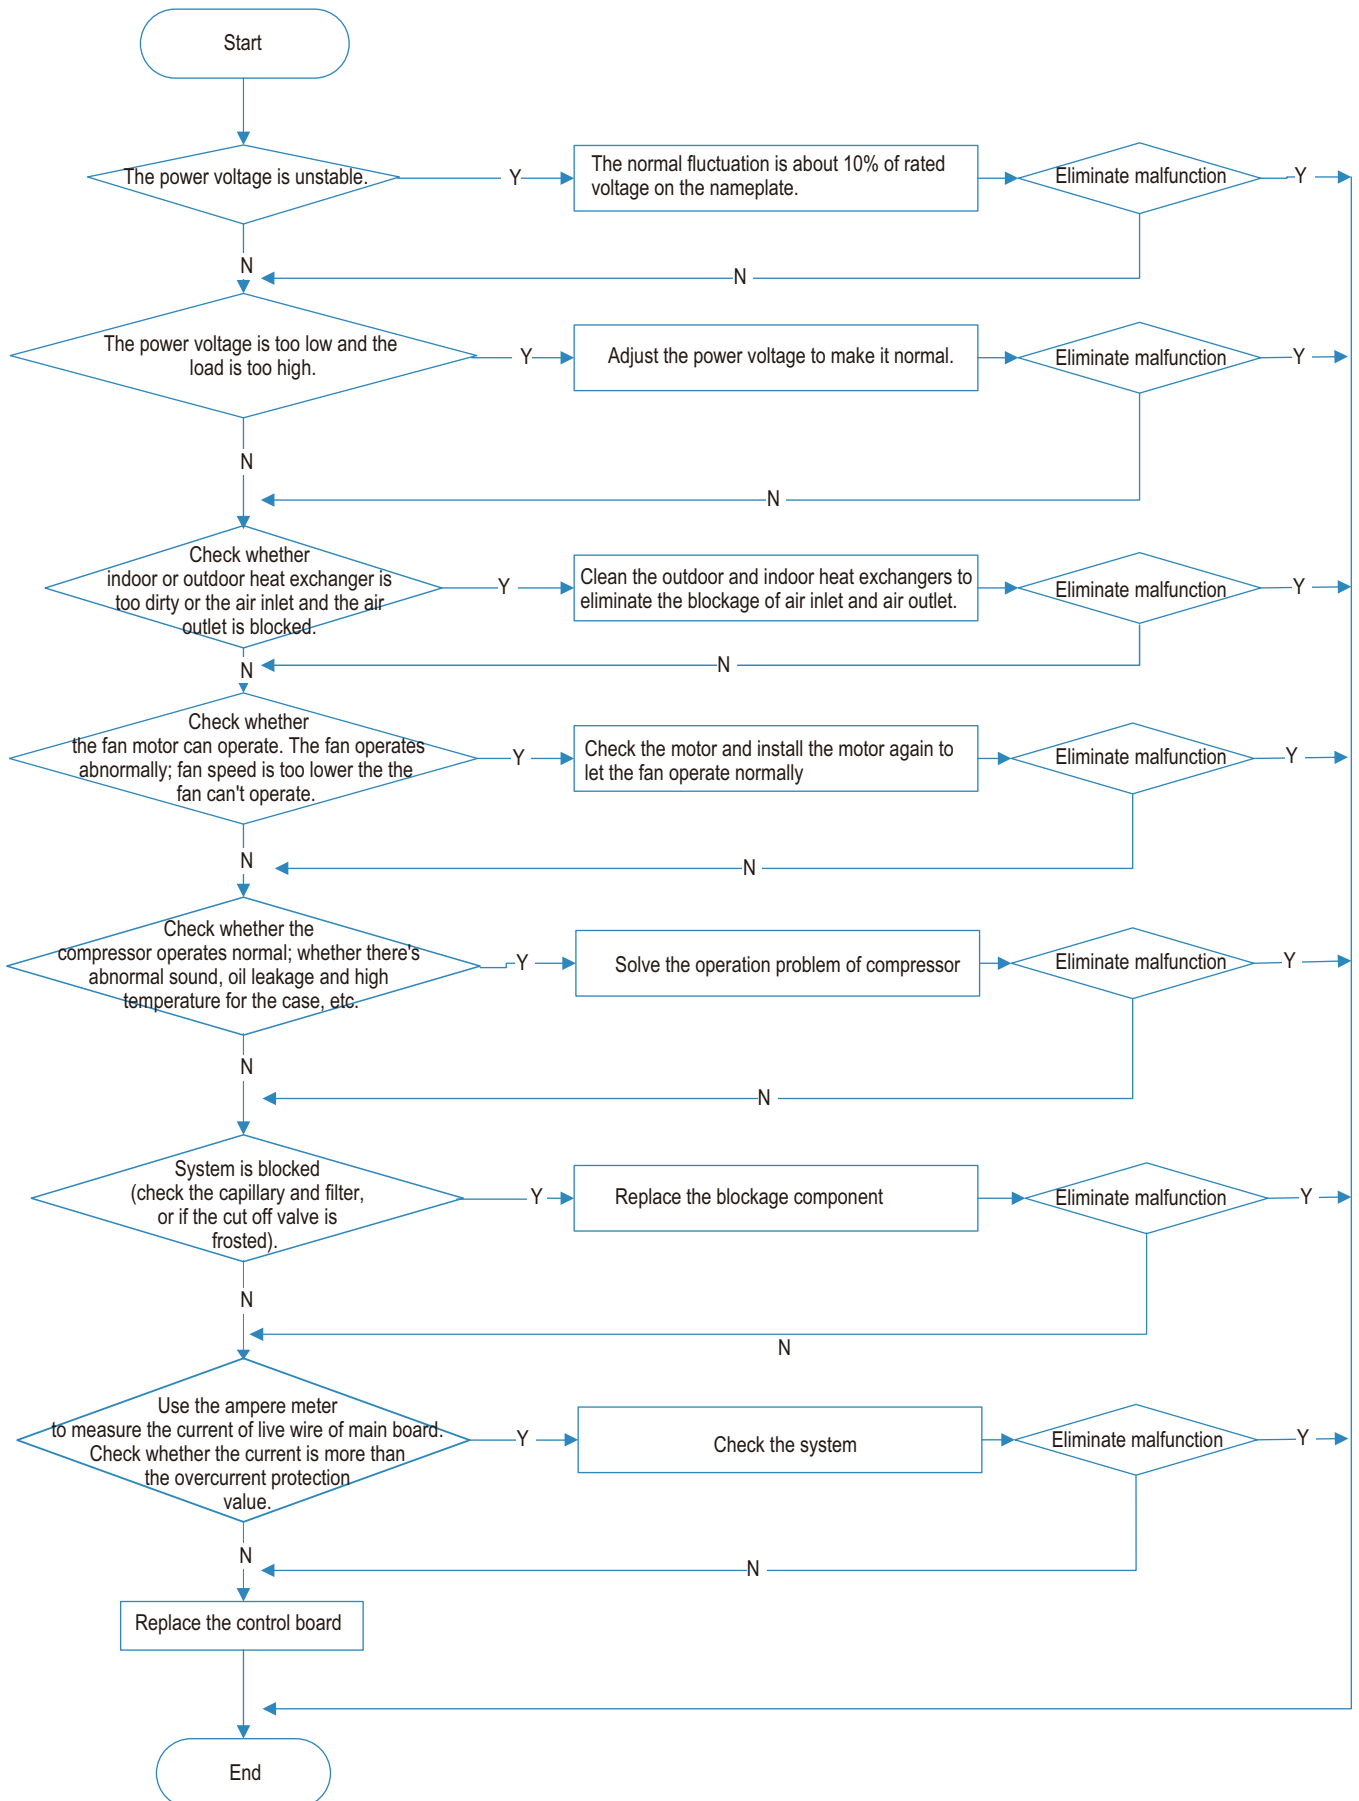 Start
The power voltage is unstable.
Y
The normal fluctuation is about 10% of rated
voltage on the nameplate.
Eliminate malfunction
Y
N
N
The power voltage is too low and the
load is too high.
Y
Adjust the power voltage to make it normal.
Eliminate malfunction
Y
N
N
Check whether
indoor or outdoor heat exchanger is
too dirty or the air inlet and the air
outlet is blocked.
Y
Clean the outdoor and indoor heat exchangers to
eliminate the blockage of air inlet and air outlet.
Eliminate malfunction
Y
N
N
Check whether
the fan motor can operate. The fan operates
abnormally; fan speed is too lower the the
fan can't operate.
Y
Check the motor and install the motor again to
let the fan operate normally
Eliminate malfunction
Y
N
N
Check whether the
compressor operates normal; whether there's
abnormal sound, oil leakage and high
temperature for the case, etc.
Y
Solve the operation problem of compressor
Eliminate malfunction
Y
N
N
System is blocked
(check the capillary and filter,
or if the cut off valve is
frosted).
Y
Replace the blockage component
Eliminate malfunction
Y
N
N
Use the ampere meter
to measure the current of live wire of main board.
Check whether the current is more than
the overcurrent protection
value.
Y
Check the system
Eliminate malfunction
Y
N
N
Replace the control board
End